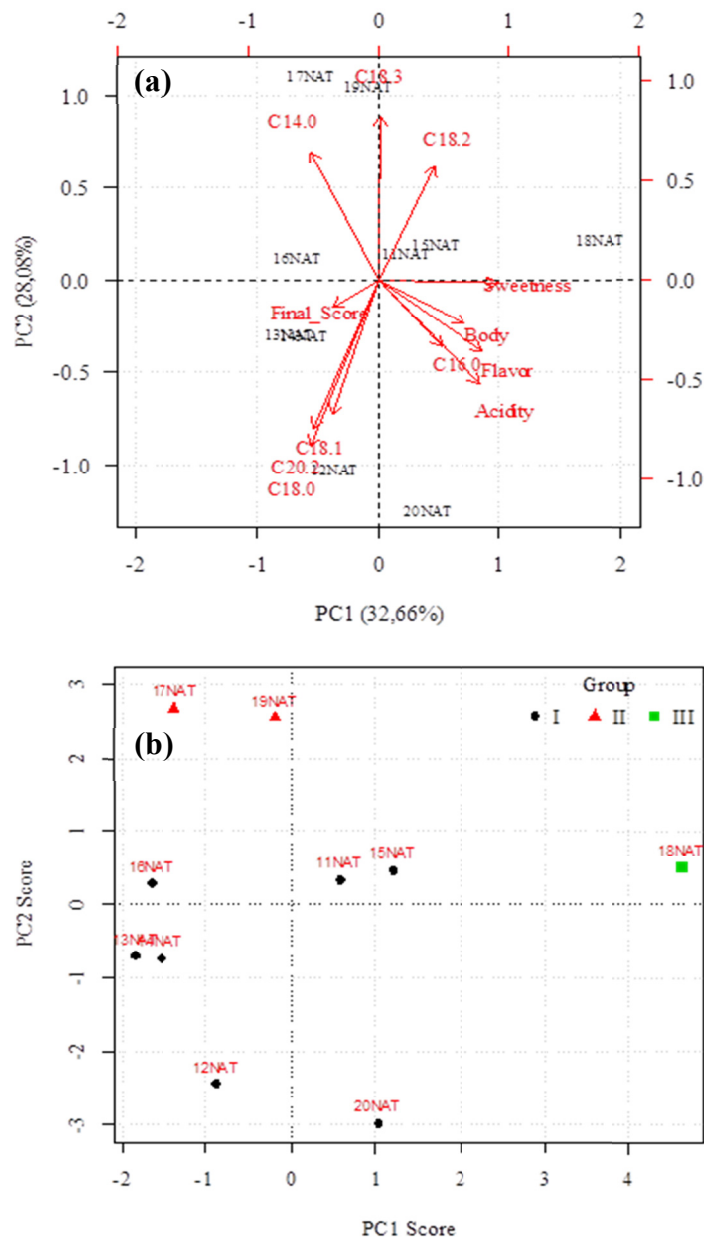 -2 -1 0 1 2
(a)
17NAT
C18.3
19NAT
1.0 1.0
C14.0
C18.2
0.5 0.5
15NAT
18NAT
11NAT
16NAT
0.0 0.0
Sweetness
Final_Score
13NAT
Body
C16.0
Flavor
-0.5 -0.5
Acidity
C18.1
C20.2
12NAT
-1.0 -1.0
C18.0
20NAT
PC2 (28,08%)
-2 -1 0 1 2
PC1 (32,66%)
3
17NAT
19NAT
Group
I II III
(b)
2
1
16NAT
11NAT
15NAT
18NAT
0
13NAT
14NAT
-1
-2
12NAT
20NAT
-3
PC2 Score
-2 -1 0 1 2 3 4
PC1 Score